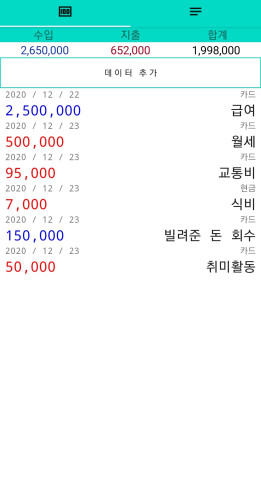 수입 지출 합계
2,650,000 652,000 1,998,000
데이터 추가
2020 / 12 / 22 카드
2,500,000 급여
2020 / 12 / 23 카드
500,000 월세
2020 / 12 / 23 카드
95,000 교통비
2020 / 12 / 23 현금
7,000 식비
2020 / 12 / 23 카드
150,000 빌려준 돈 회수
2020 / 12 / 23 카드
50,000 취미활동